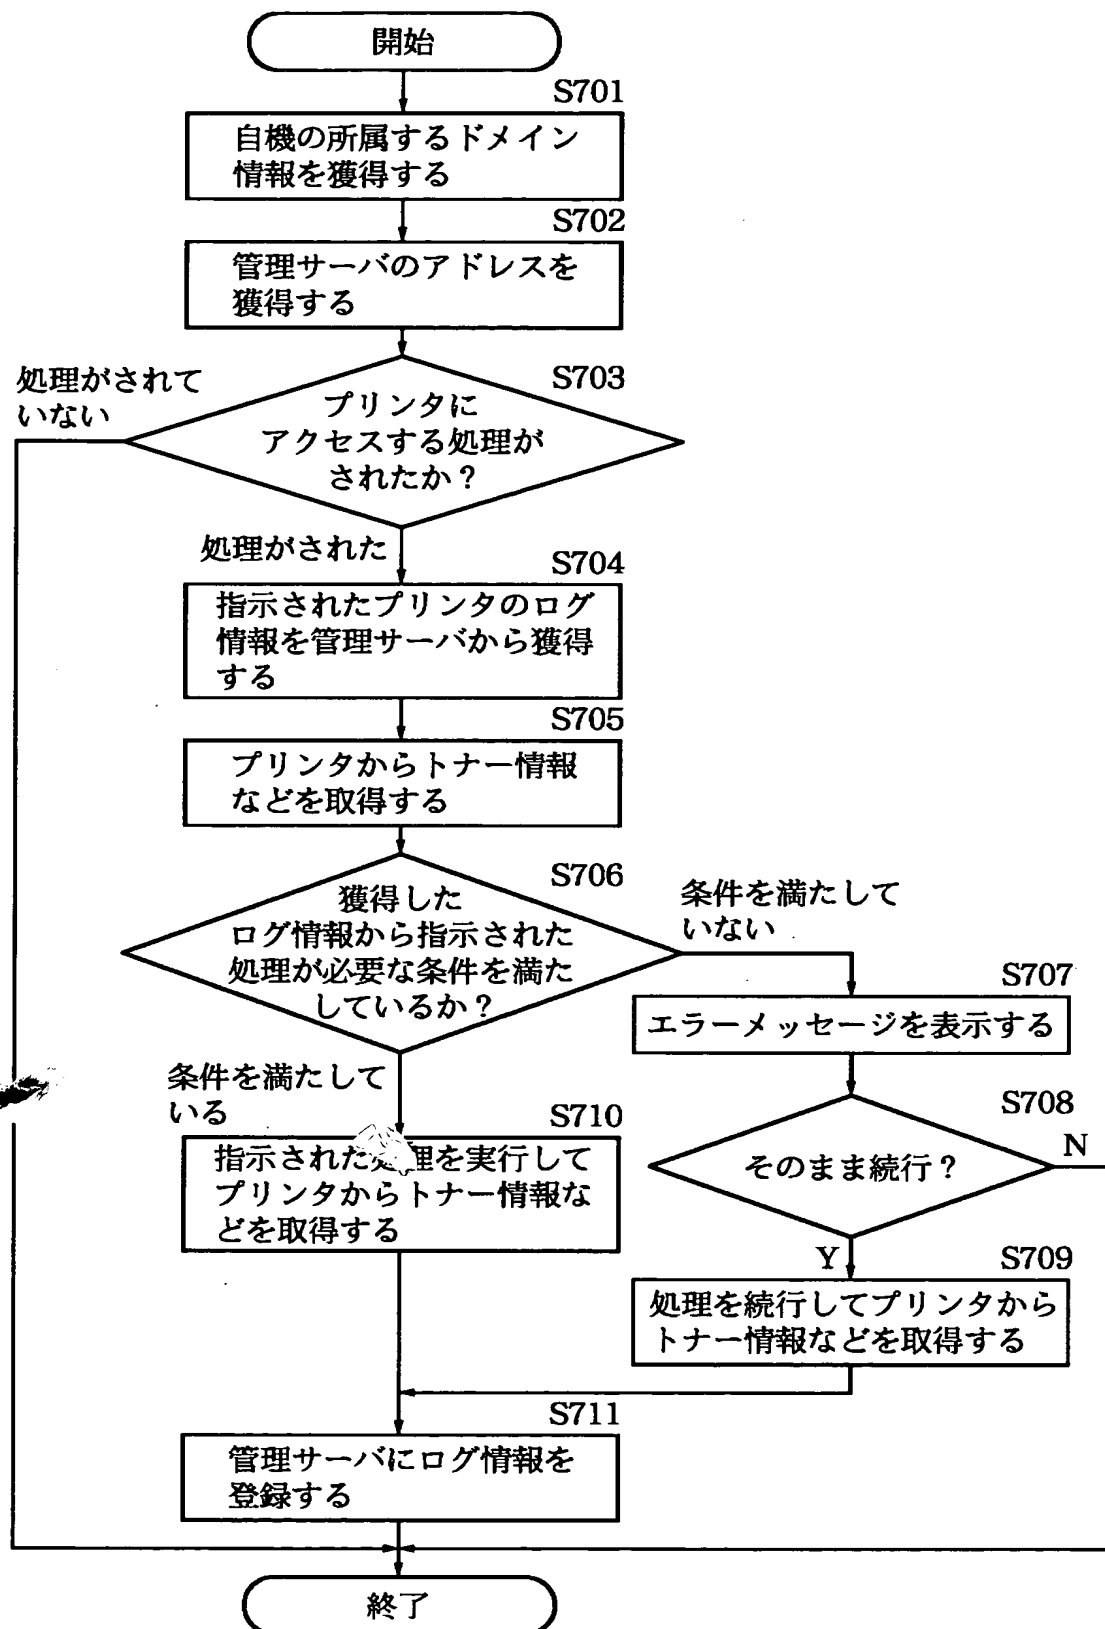 開始
S701
自機の所属するドメイン
情報を獲得する
S702
管理サーバのアドレスを
獲得する
S703
処理がされて
いない
プリンタに
アクセスする処理が
されたか？
処理がされた
S704
指示されたプリンタのログ
情報を管理サーバから獲得
する
S705
プリンタからトナー情報
などを取得する
S706
獲得した
ログ情報から指示された
処理が必要な条件を満た
しているか？
条件を満たして
いない
S707
エラーメッセージを表示する
条件を満たして
いる
S708
そのまま続行？
N
Y
S710
指示された処理を実行して
プリンタからトナー情報な
どを取得する
S709
処理を続行してプリンタから
トナー情報などを取得する
S711
管理サーバにログ情報を
登録する
終了